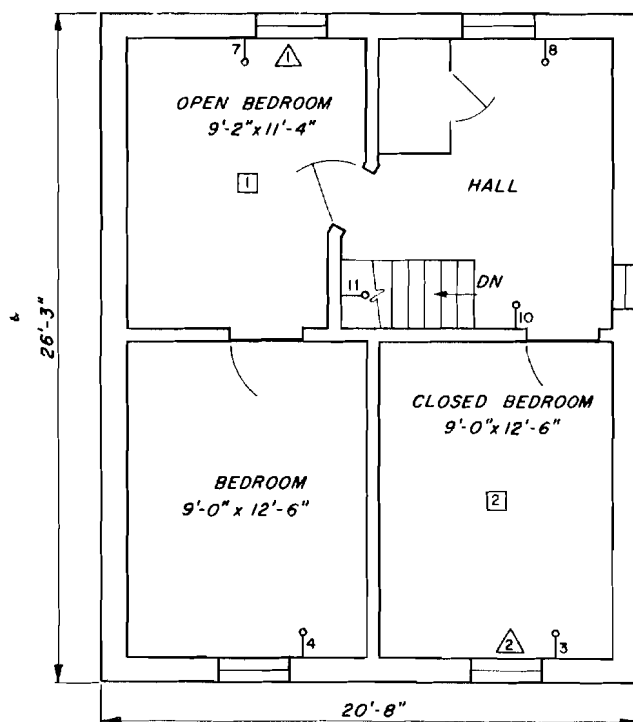 7
1
8
OPEN BEDROOM
9'-2" x 11'-4"
1
HALL
11
DN
10
26'-3"
CLOSED BEDROOM
9'-0" x 12'-6"
BEDROOM
9'-0" x 12'-6"
2
4
2
3
20'-8"